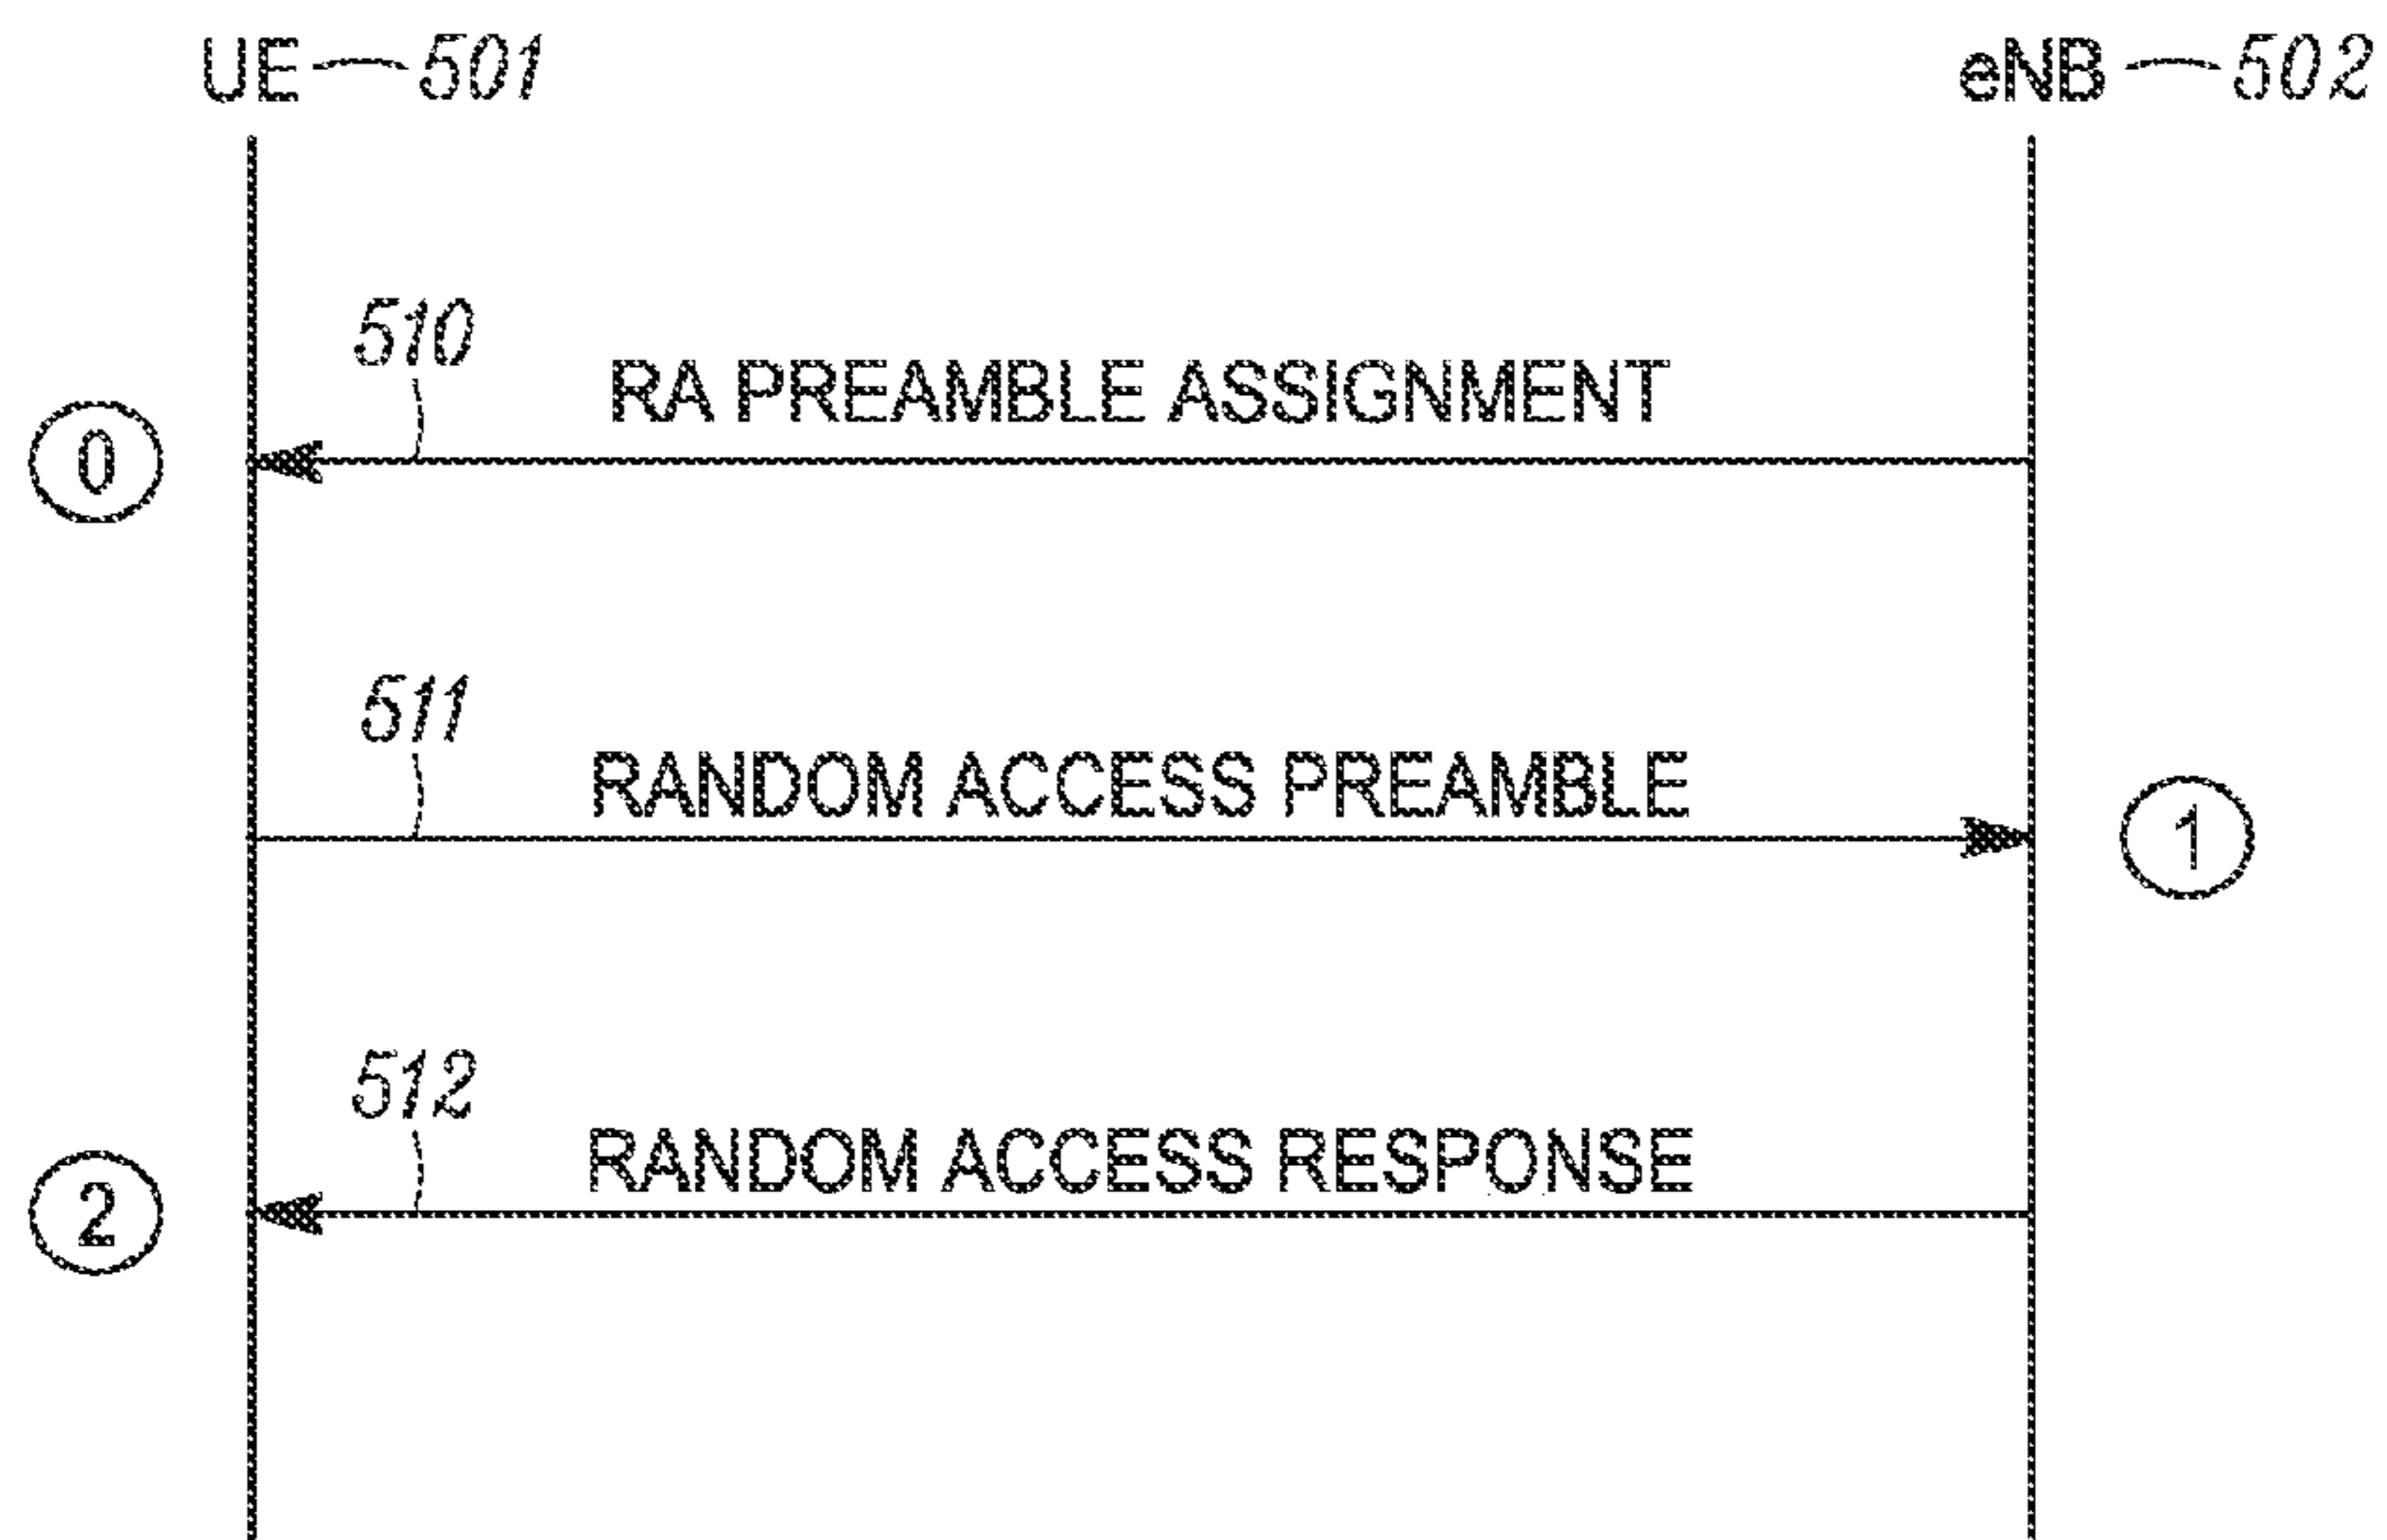 UE 501
eNB 502
510
RA PREAMBLE ASSIGNMENT
0
511
RANDOM ACCESS PREAMBLE
1
512
RANDOM ACCESS RESPONSE
2